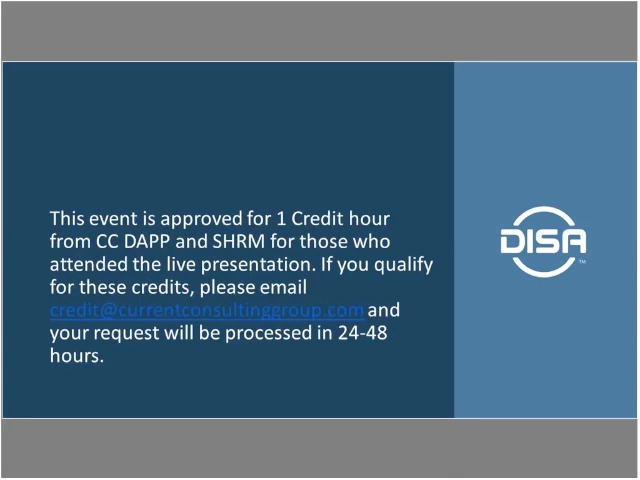 This event is approved for 1 Credit hour
from CC DAPP and SHRM for those who
attended the live presentation. If you qualify
for these credits, please email
credit@currentconsultinggroup.com and
your request will be processed in 24-48
hours.
DISA
TM